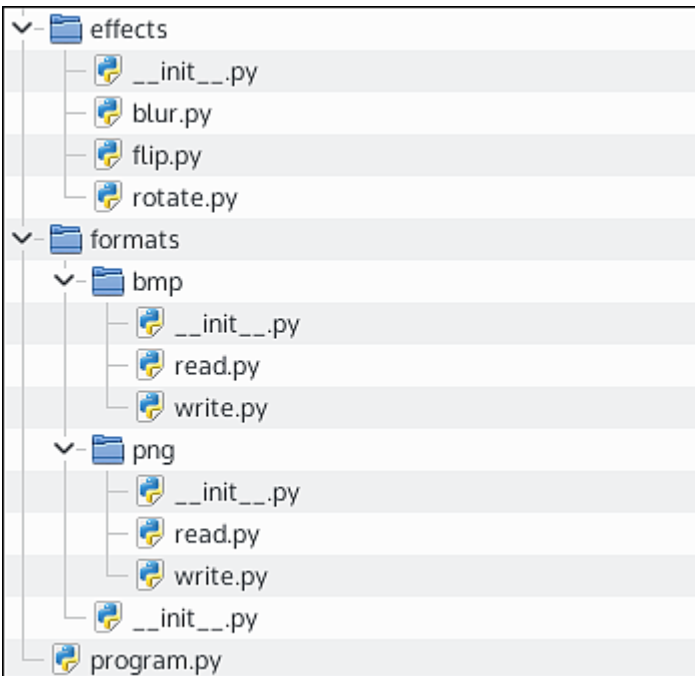 effects
__init__.py
blur.py
flip.py
rotate.py
formats
bmp
__init__.py
read.py
write.py
png
__init__.py
read.py
write.py
__init__.py
program.py